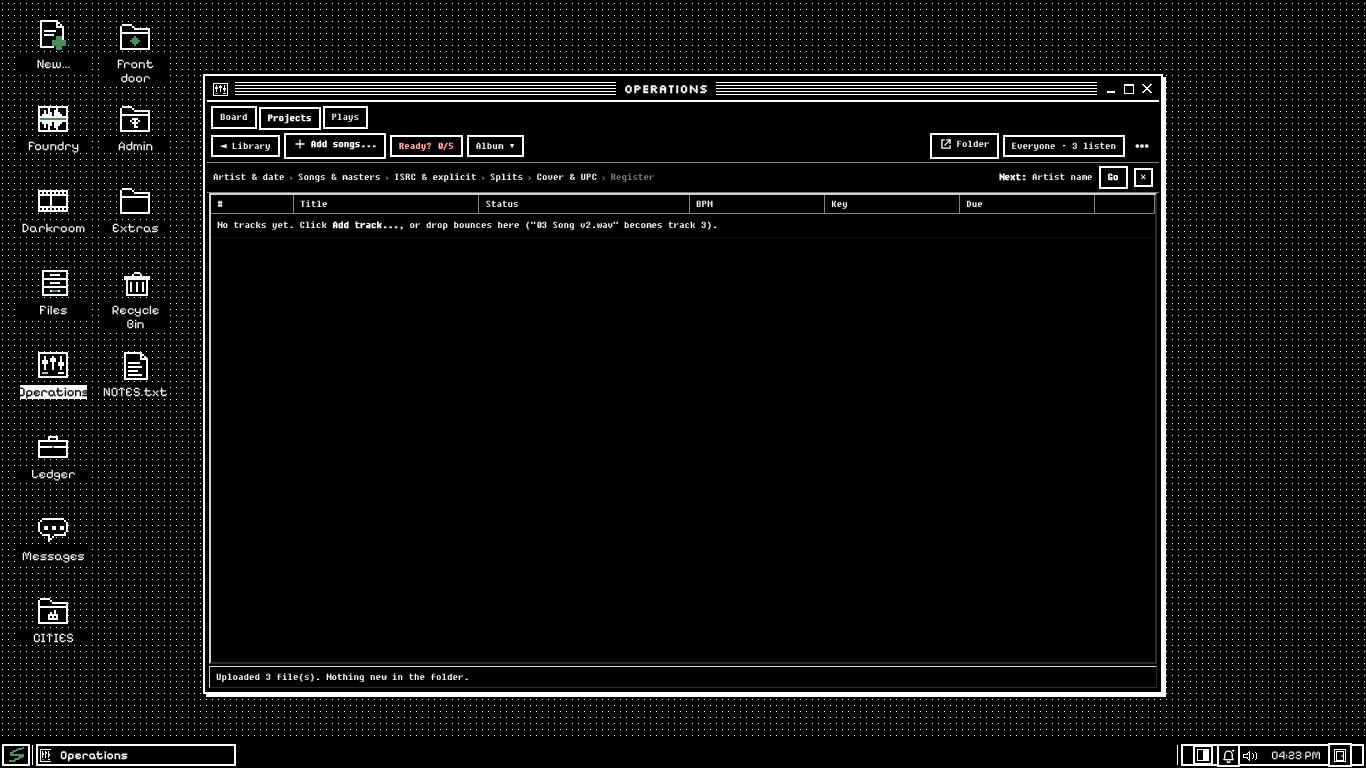 New...
Front door
Foundry
Admin
Darkroom
Extras
Files
Recycle Bin
Operations
NOTES.txt
Ledger
Messages
CITIES
OPERATIONS
Board
Projects
Plays
◄ Library
+ Add songs...
Ready? 0/5
Album ▾
Folder
Everyone · 3 listen
•••
Artist & date › Songs & masters › ISRC & explicit › Splits › Cover & UPC › Register
Next: Artist name
Go
×
# Title Status BPM Key Due
No tracks yet. Click Add track..., or drop bounces here ("03 Song v2.wav" becomes track 3).
Uploaded 3 file(s). Nothing new in the folder.
Operations
04:23 PM